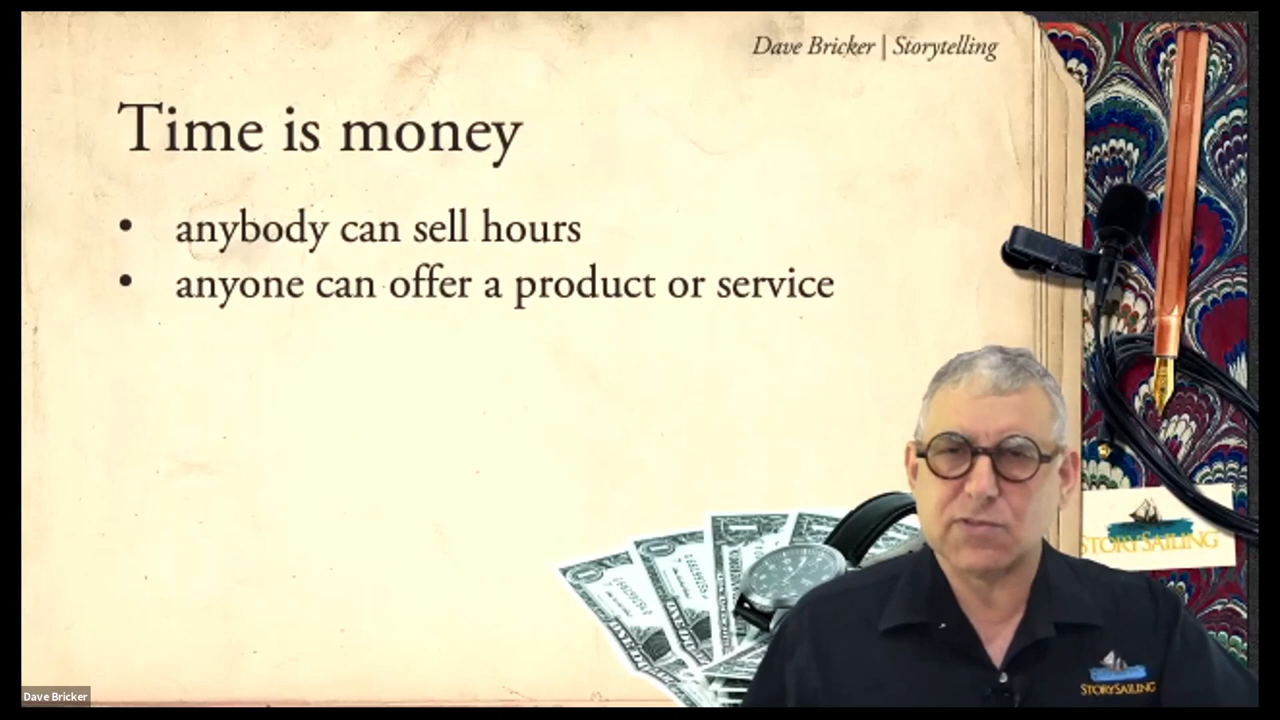 Dave Bricker | Storytelling
Time is money
• anybody can sell hours
• anyone can offer a product or service
STORYSAILING
STORYSAILING
Dave Bricker